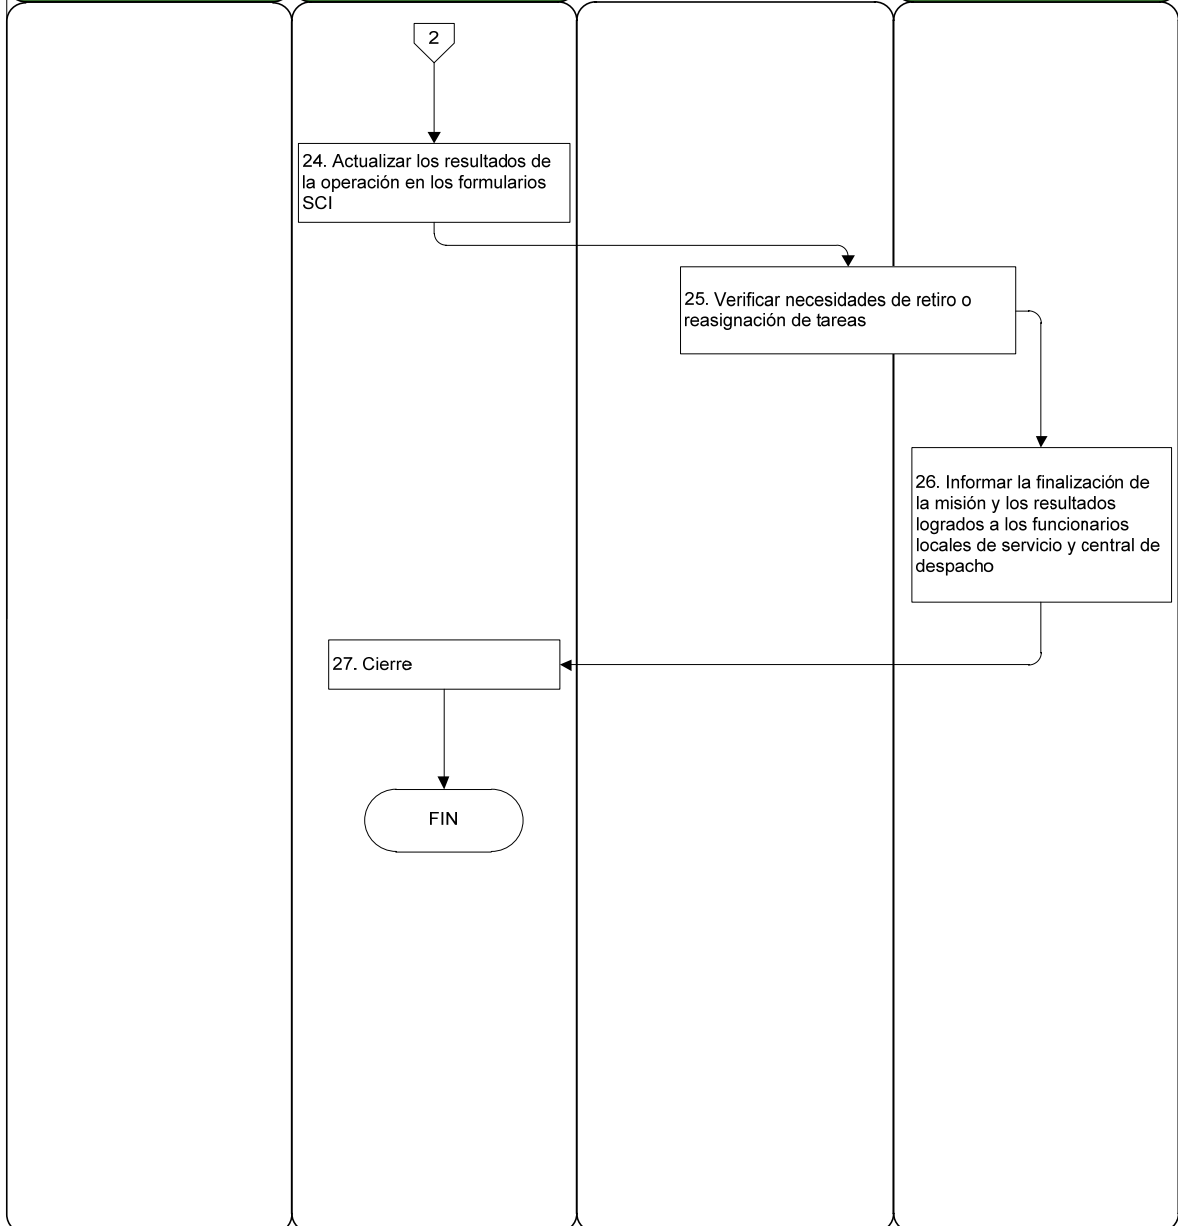 2
24. Actualizar los resultados de
la operación en los formularios
SCI
25. Verificar necesidades de retiro o
reasignación de tareas
26. Informar la finalización de
la misión y los resultados
logrados a los funcionarios
locales de servicio y central de
despacho
27. Cierre
FIN